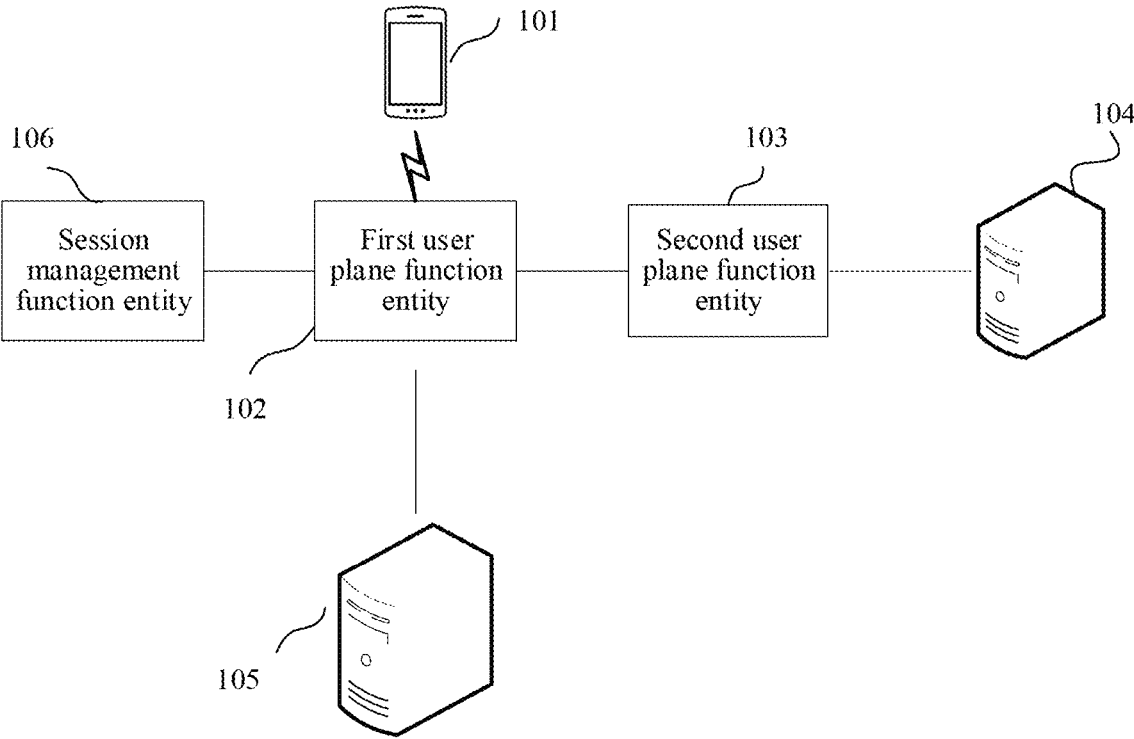 101
106
103
104
Session
management
function entity
First user
plane function
entity
Second user
plane function
entity
102
105